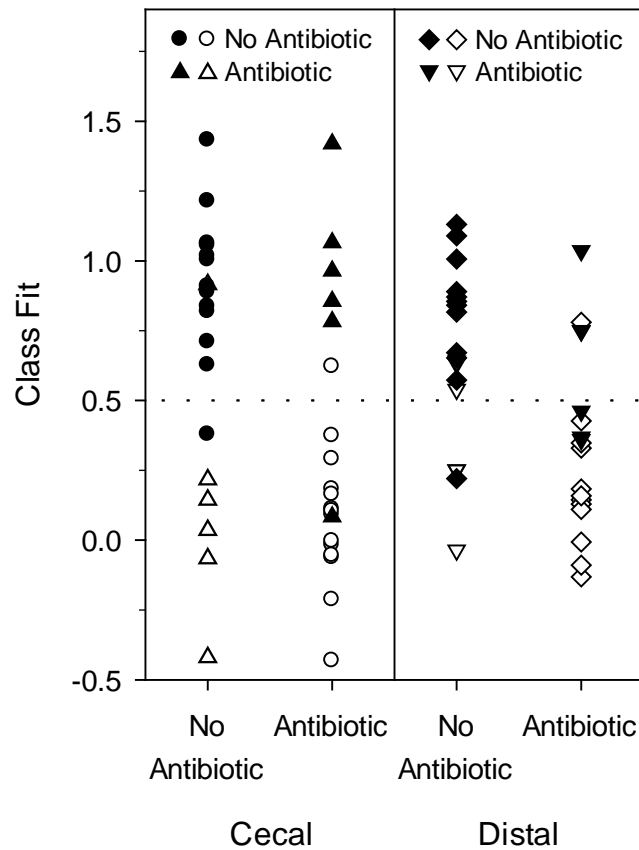 No Antibiotic
Antibiotic
No Antibiotic
Antibiotic
1.5
1.0
0.5
0.0
-0.5
Class Fit
No
Antibiotic
Antibiotic
No
Antibiotic
Antibiotic
Cecal
Distal